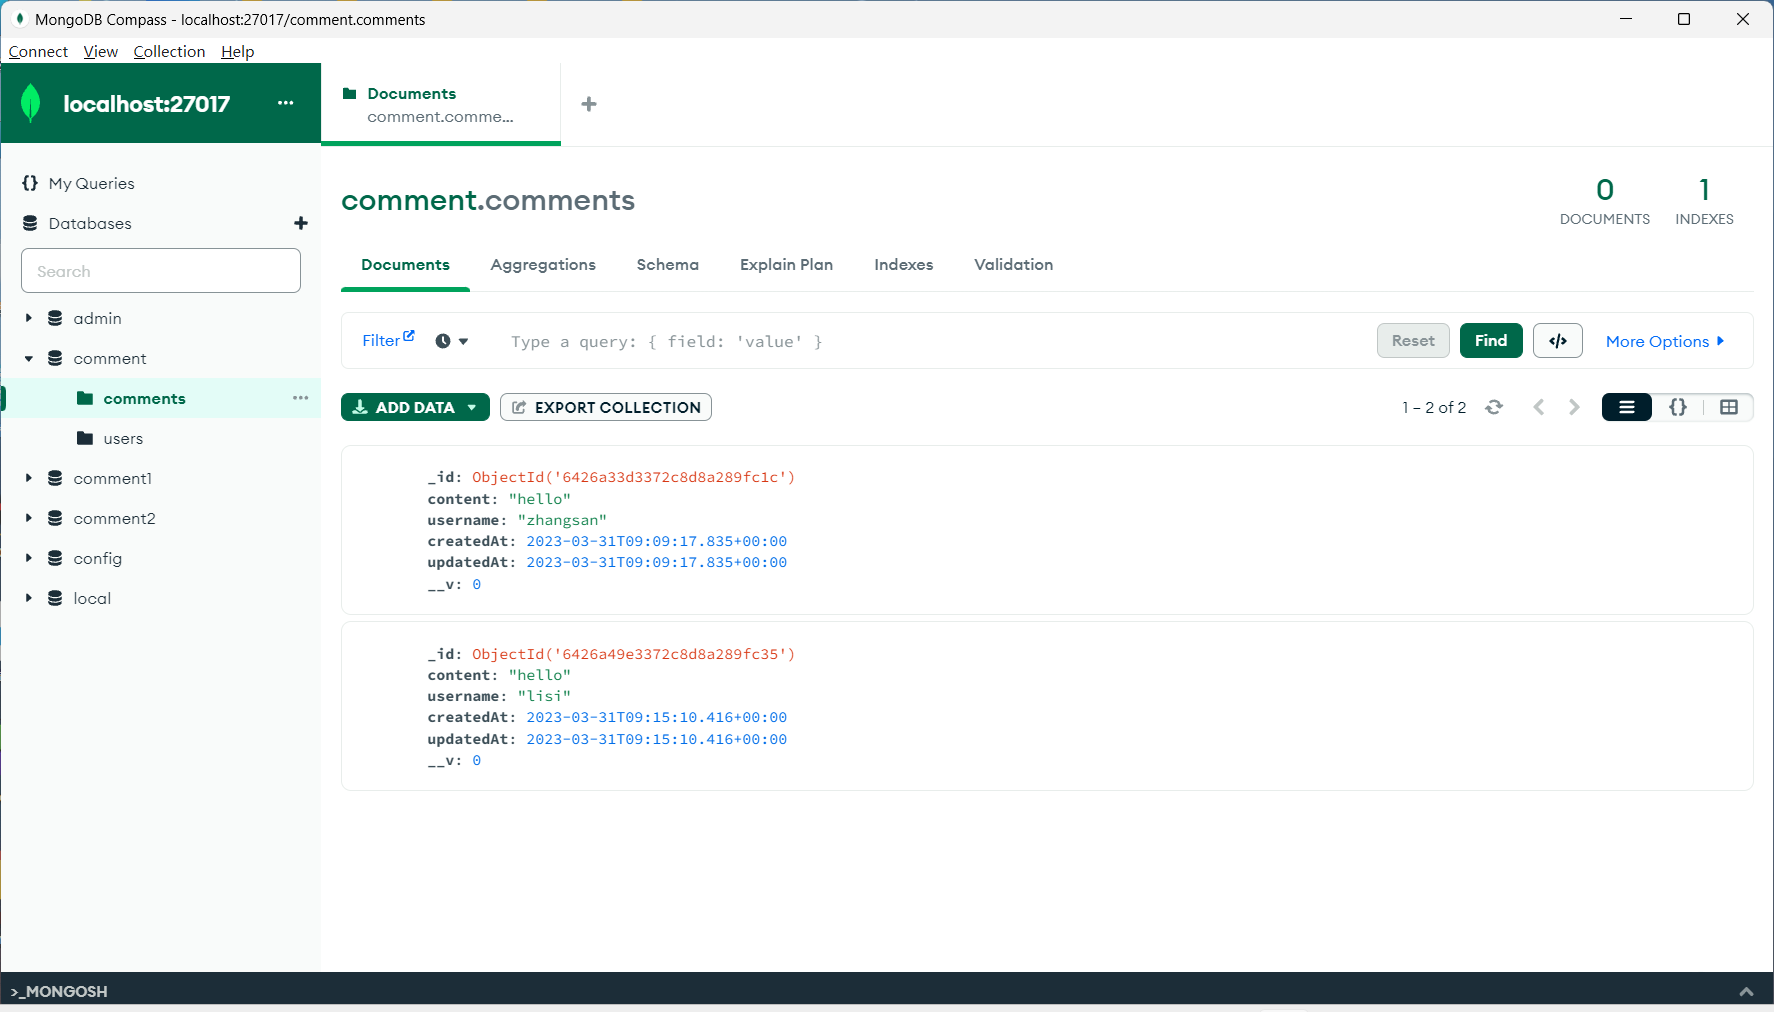 MongoDB Compass - localhost:27017/comment.comments
Connect View Collection Help
localhost:27017 ...
Documents
comment.comme...
+
{} My Queries
Databases +
Search
admin
comment
comments ...
users
comment1
comment2
config
local
comment.comments
0
DOCUMENTS
1
INDEXES
Documents Aggregations Schema Explain Plan Indexes Validation
Filter Type a query: { field: 'value' } Reset Find </> More Options
ADD DATA EXPORT COLLECTION 1 – 2 of 2 {}
_id: ObjectId('6426a33d3372c8d8a289fc1c')
content: "hello"
username: "zhangsan"
createdAt: 2023-03-31T09:09:17.835+00:00
updatedAt: 2023-03-31T09:09:17.835+00:00
__v: 0
_id: ObjectId('6426a49e3372c8d8a289fc35')
content: "hello"
username: "lisi"
createdAt: 2023-03-31T09:15:10.416+00:00
updatedAt: 2023-03-31T09:15:10.416+00:00
__v: 0
>_MONGOSH